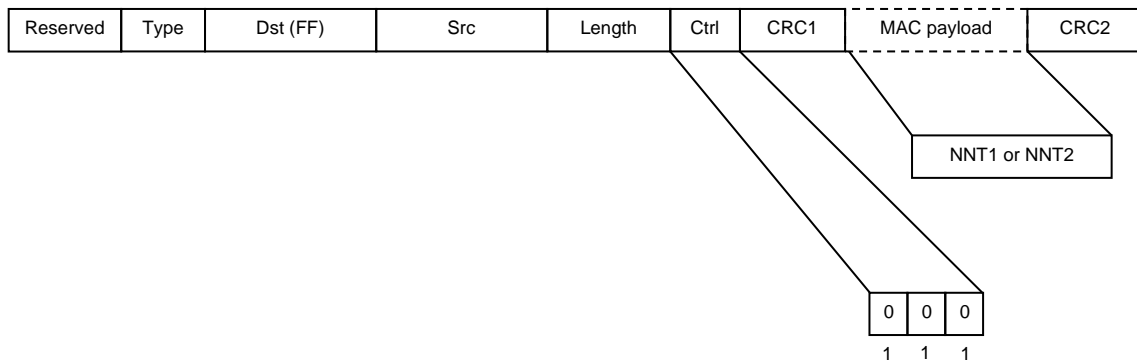 Reserved Type Dst (FF) Src Length Ctrl CRC1 MAC payload CRC2
NNT1 or NNT2
0 0 0
1 1 1